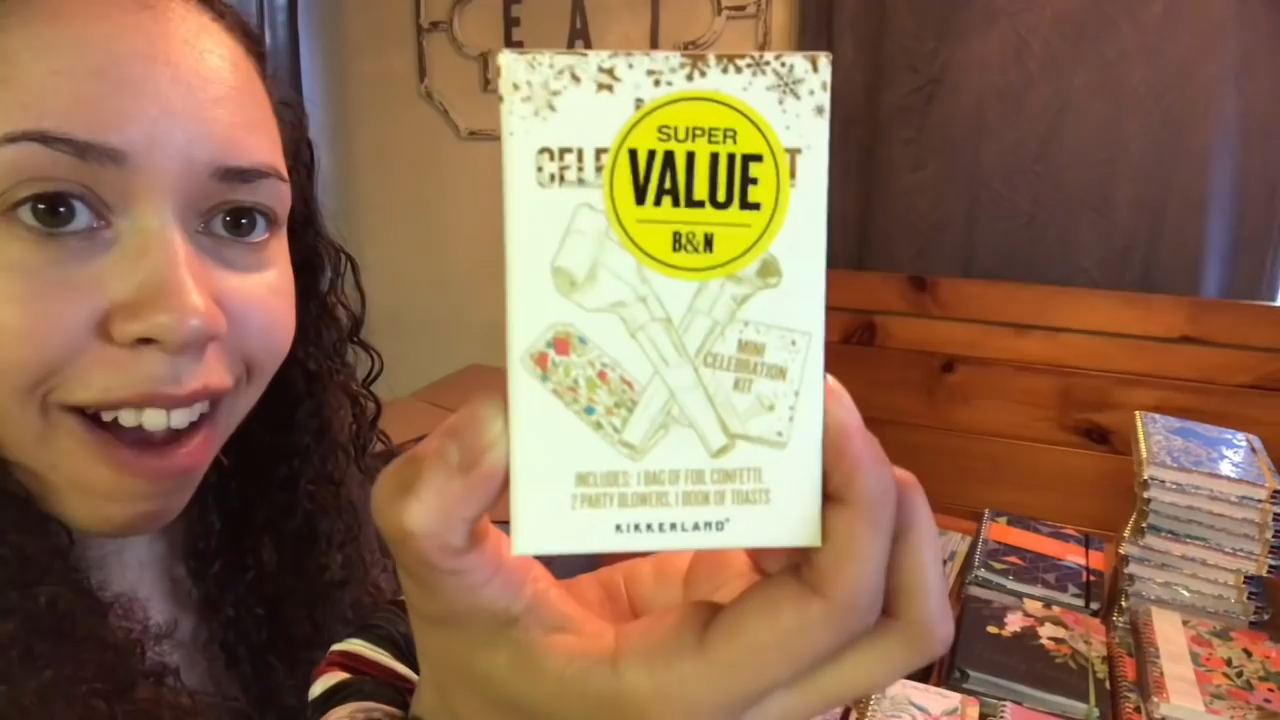 EAT
SUPER
VALUE
B&N
MINI
CELEBRATION
KIT
INCLUDES: 1 BAG OF FOIL CONFETTI,
2 PARTY BLOWERS, 1 BOOK OF TOASTS
KIKKERLAND®